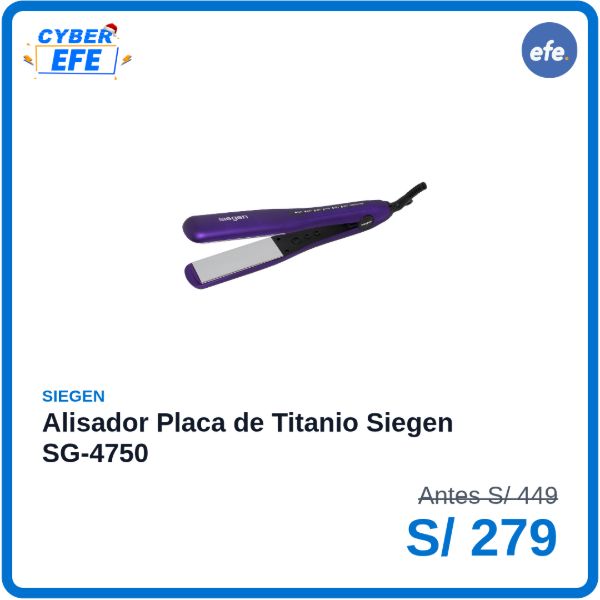 CYBER
EFE
efe.
siegen
SIEGEN
Alisador Placa de Titanio Siegen
SG-4750
Antes S/ 449
S/ 279